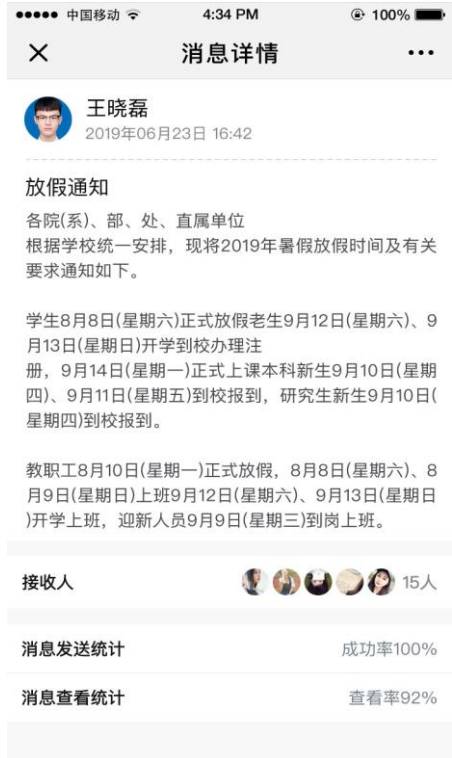 中国移动 4:34 PM 100%
消息详情
王晓磊
2019年06月23日 16:42
放假通知
各院(系)、部、处、直属单位
根据学校统一安排，现将2019年暑假放假时间及有关
要求通知如下。
学生8月8日(星期六)正式放假老生9月12日(星期六)、9
月13日(星期日)开学到校办理注
册，9月14日(星期一)正式上课本科新生9月10日(星期
四)、9月11日(星期五)到校报到，研究生新生9月10日(
星期四)到校报到。
教职工8月10日(星期一)正式放假，8月8日(星期六)、8
月9日(星期日)上班9月12日(星期六)、9月13日(星期日
)开学上班，迎新人员9月9日(星期三)到岗上班。
接收人 15人
消息发送统计 成功率100%
消息查看统计 查看率92%